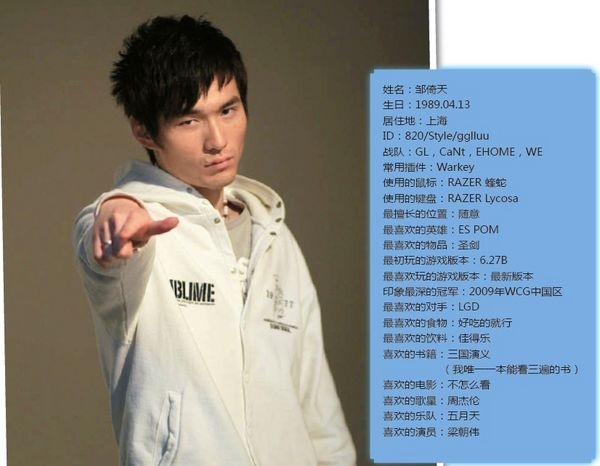 姓名：邹倚天
生日：1989.04.13
居住地：上海
ID：820/Style/gglluu
战队：GL，CaNt，EHOME，WE
常用插件：Warkey
使用的鼠标：RAZER 蝰蛇
使用的键盘：RAZER Lycosa
最擅长的位置：随意
最喜欢的英雄：ES POM
最喜欢的物品：圣剑
最初玩的游戏版本：6.27B
最喜欢玩的游戏版本：最新版本
印象最深的冠军：2009年WCG中国区
最喜欢的对手：LGD
最喜欢的食物：好吃的就行
最喜欢的饮料：佳得乐
喜欢的书籍：三国演义
（我唯一一本能看三遍的书）
喜欢的电影：不怎么看
喜欢的歌星：周杰伦
喜欢的乐队：五月天
喜欢的演员：梁朝伟
BLIME
77